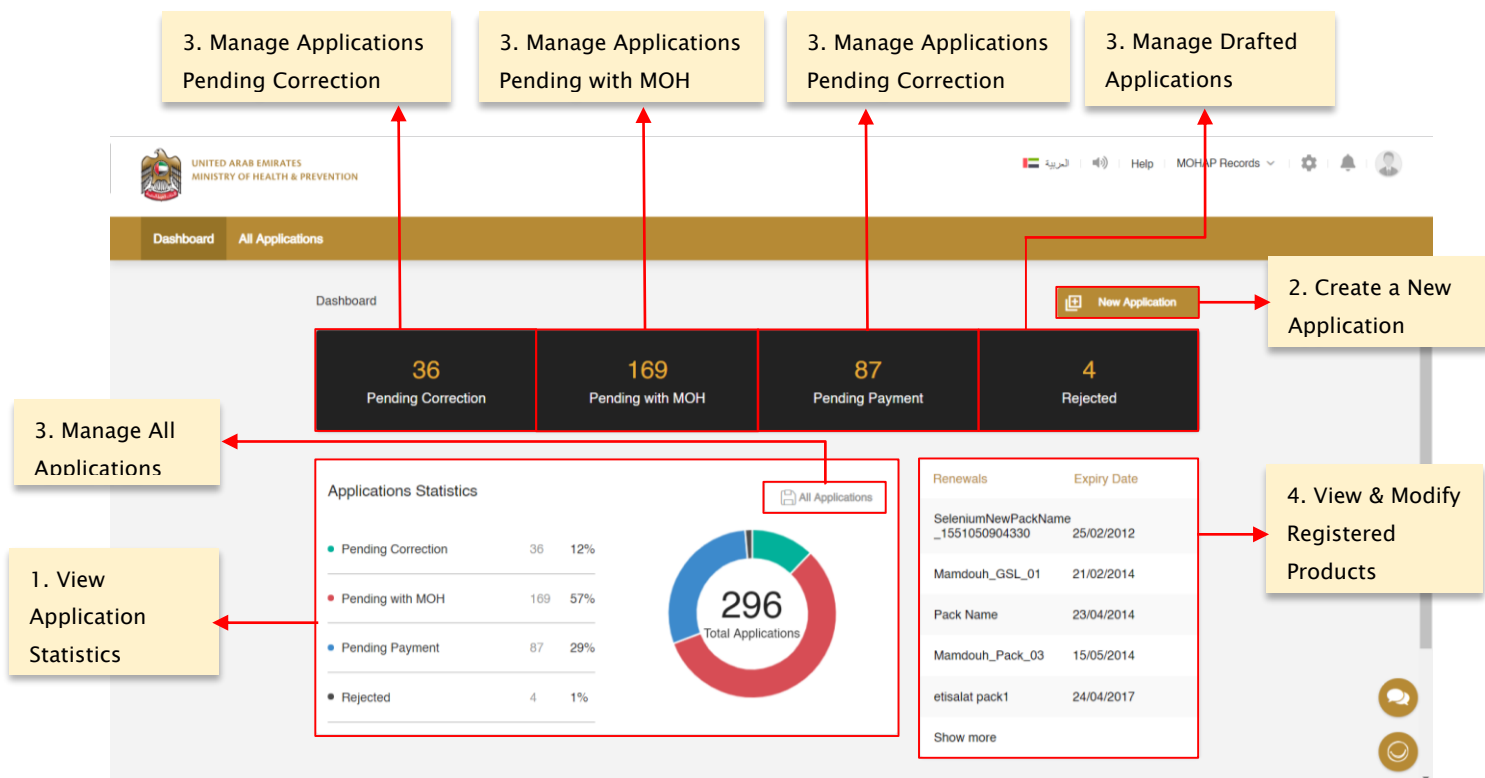 3. Manage Applications
Pending Correction
3. Manage Applications
Pending with MOH
3. Manage Applications
Pending Correction
3. Manage Drafted
Applications
UNITED ARAB EMIRATES
MINISTRY OF HEALTH & PREVENTION
العربية
Help
MOHAP Records
Dashboard
All Applications
Dashboard
New Application
2. Create a New
Application
36
Pending Correction
169
Pending with MOH
87
Pending Payment
4
Rejected
3. Manage All
Applications
Applications Statistics
All Applications
Pending Correction 36 12%
Pending with MOH 169 57%
Pending Payment 87 29%
Rejected 4 1%
296
Total Applications
1. View
Application
Statistics
Renewals Expiry Date
SeleniumNewPackName
_1551050904330 25/02/2012
Mamdouh_GSL_01 21/02/2014
Pack Name 23/04/2014
Mamdouh_Pack_03 15/05/2014
etisalat pack1 24/04/2017
Show more
4. View & Modify
Registered
Products